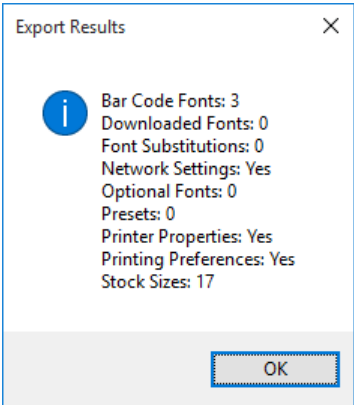 Export Results
Bar Code Fonts: 3
Downloaded Fonts: 0
Font Substitutions: 0
Network Settings: Yes
Optional Fonts: 0
Presets: 0
Printer Properties: Yes
Printing Preferences: Yes
Stock Sizes: 17
OK